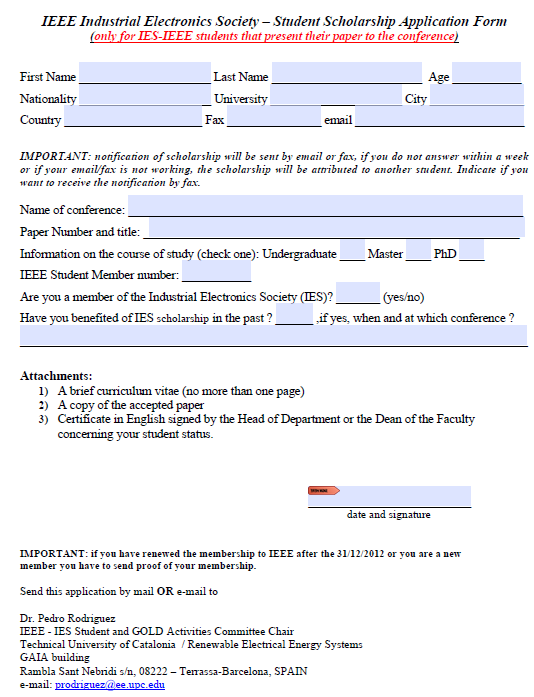 IEEE Industrial Electronics Society – Student Scholarship Application Form
(only for IES-IEEE students that present their paper to the conference)
First Name Last Name Age
Nationality University City
Country Fax email
IMPORTANT: notification of scholarship will be sent by email or fax, if you do not answer within a week
or if your email/fax is not working, the scholarship will be attributed to another student. Indicate if you
want to receive the notification by fax.
Name of conference:
Paper Number and title:
Information on the course of study (check one): Undergraduate Master PhD
IEEE Student Member number:
Are you a member of the Industrial Electronics Society (IES)? (yes/no)
Have you benefited of IES scholarship in the past ? ,if yes, when and at which conference ?
Attachments:
1) A brief curriculum vitae (no more than one page)
2) A copy of the accepted paper
3) Certificate in English signed by the Head of Department or the Dean of the Faculty
concerning your student status.
date and signature
IMPORTANT: if you have renewed the membership to IEEE after the 31/12/2012 or you are a new
member you have to send proof of your membership.
Send this application by mail OR e-mail to
Dr. Pedro Rodriguez
IEEE - IES Student and GOLD Activities Committee Chair
Technical University of Catalonia / Renewable Electrical Energy Systems
GAIA building
Rambla Sant Nebridi s/n, 08222 – Terrassa-Barcelona, SPAIN
e-mail: prodriguez@ee.upc.edu